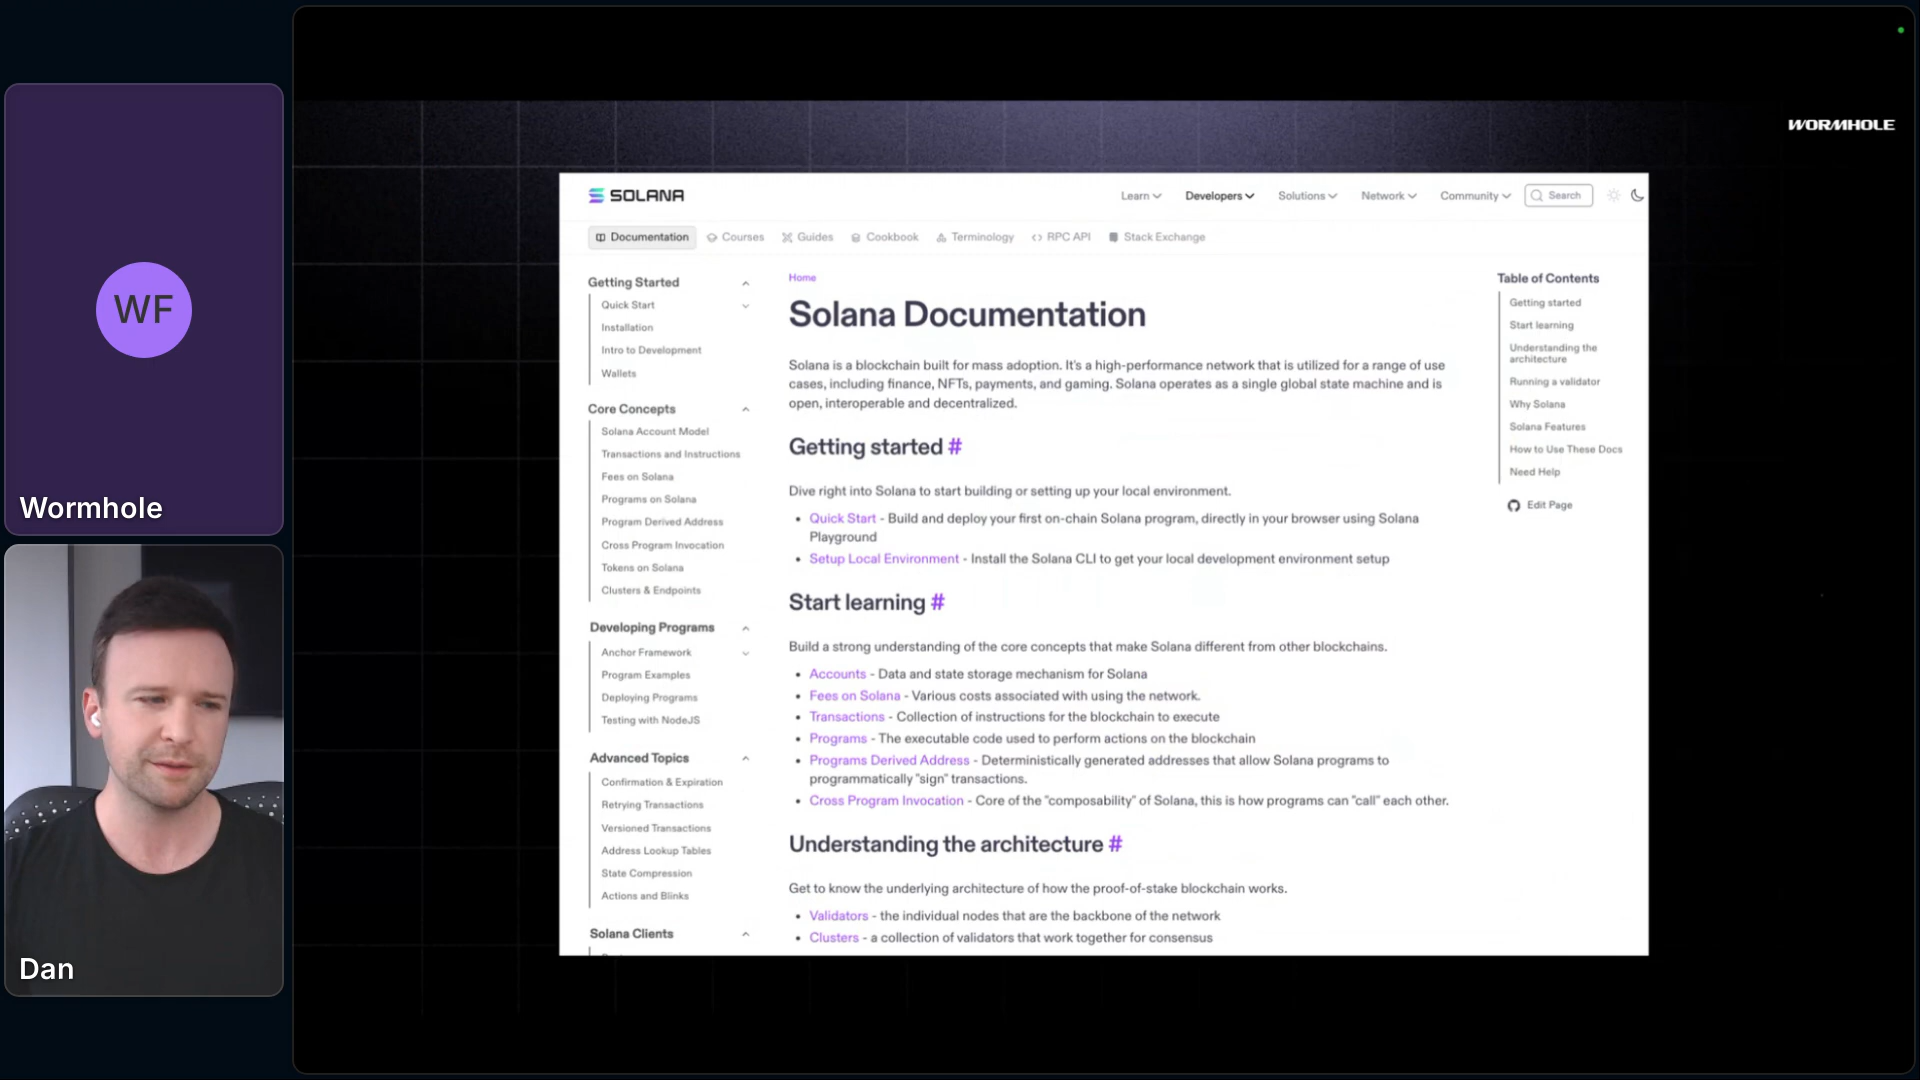 WF
Wormhole
Dan
WORMHOLE
SOLANA
Learn
Developers
Solutions
Network
Community
Search
Documentation
Courses
Guides
Cookbook
Terminology
RPC API
Stack Exchange
Getting Started
Quick Start
Installation
Intro to Development
Wallets
Core Concepts
Solana Account Model
Transactions and Instructions
Fees on Solana
Programs on Solana
Program Derived Address
Cross Program Invocation
Tokens on Solana
Clusters & Endpoints
Developing Programs
Anchor Framework
Program Examples
Deploying Programs
Testing with NodeJS
Advanced Topics
Confirmation & Expiration
Retrying Transactions
Versioned Transactions
Address Lookup Tables
State Compression
Actions and Blinks
Solana Clients
Home
Solana Documentation
Solana is a blockchain built for mass adoption. It's a high-performance network that is utilized for a range of use
cases, including finance, NFTs, payments, and gaming. Solana operates as a single global state machine and is
open, interoperable and decentralized.
Getting started #
Dive right into Solana to start building or setting up your local environment.
• Quick Start - Build and deploy your first on-chain Solana program, directly in your browser using Solana
Playground
• Setup Local Environment - Install the Solana CLI to get your local development environment setup
Start learning #
Build a strong understanding of the core concepts that make Solana different from other blockchains.
• Accounts - Data and state storage mechanism for Solana
• Fees on Solana - Various costs associated with using the network.
• Transactions - Collection of instructions for the blockchain to execute
• Programs - The executable code used to perform actions on the blockchain
• Programs Derived Address - Deterministically generated addresses that allow Solana programs to
programmatically "sign" transactions.
• Cross Program Invocation - Core of the "composability" of Solana, this is how programs can "call" each other.
Understanding the architecture #
Get to know the underlying architecture of how the proof-of-stake blockchain works.
• Validators - the individual nodes that are the backbone of the network
• Clusters - a collection of validators that work together for consensus
Table of Contents
Getting started
Start learning
Understanding the
architecture
Running a validator
Why Solana
Solana Features
How to Use These Docs
Need Help
Edit Page